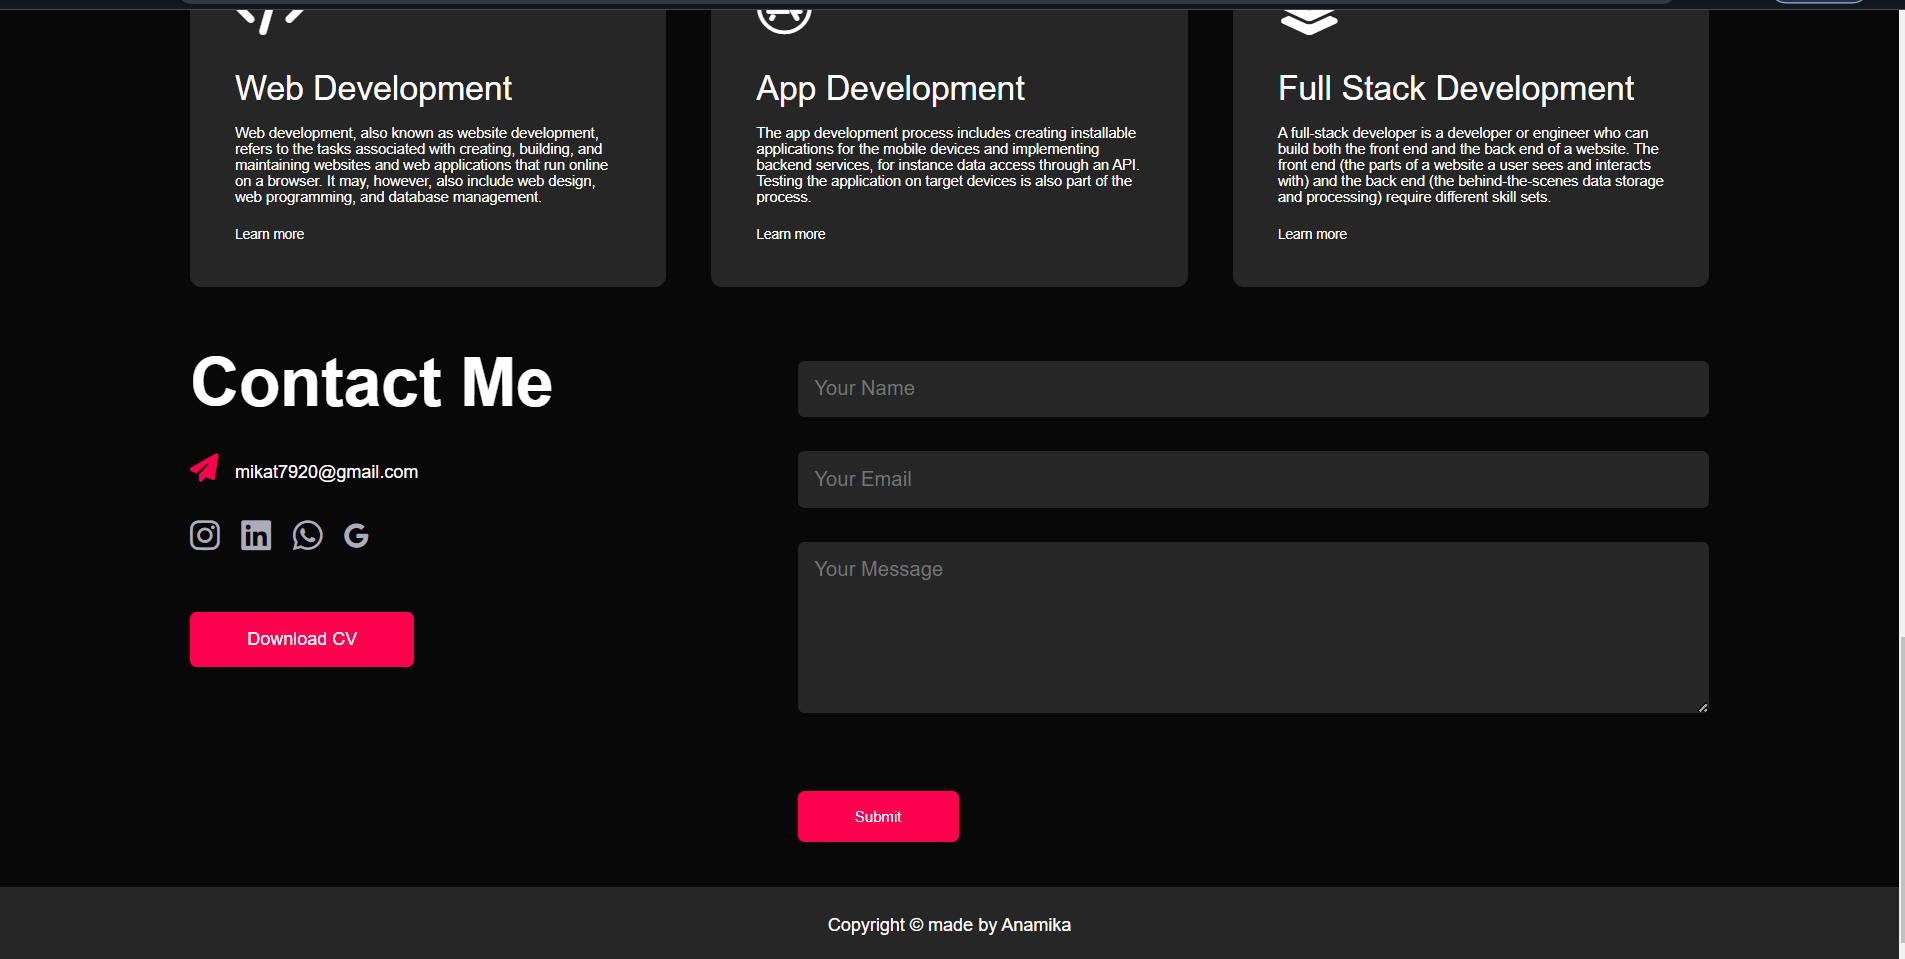 Web Development
Web development, also known as website development,
refers to the tasks associated with creating, building, and
maintaining websites and web applications that run online
on a browser. It may, however, also include web design,
web programming, and database management.
Learn more
App Development
The app development process includes creating installable
applications for the mobile devices and implementing
backend services, for instance data access through an API.
Testing the application on target devices is also part of the
process.
Learn more
Full Stack Development
A full-stack developer is a developer or engineer who can
build both the front end and the back end of a website. The
front end (the parts of a website a user sees and interacts
with) and the back end (the behind-the-scenes data storage
and processing) require different skill sets.
Learn more
Contact Me
mikat7920@gmail.com
Download CV
Your Name
Your Email
Your Message
Submit
Copyright © made by Anamika